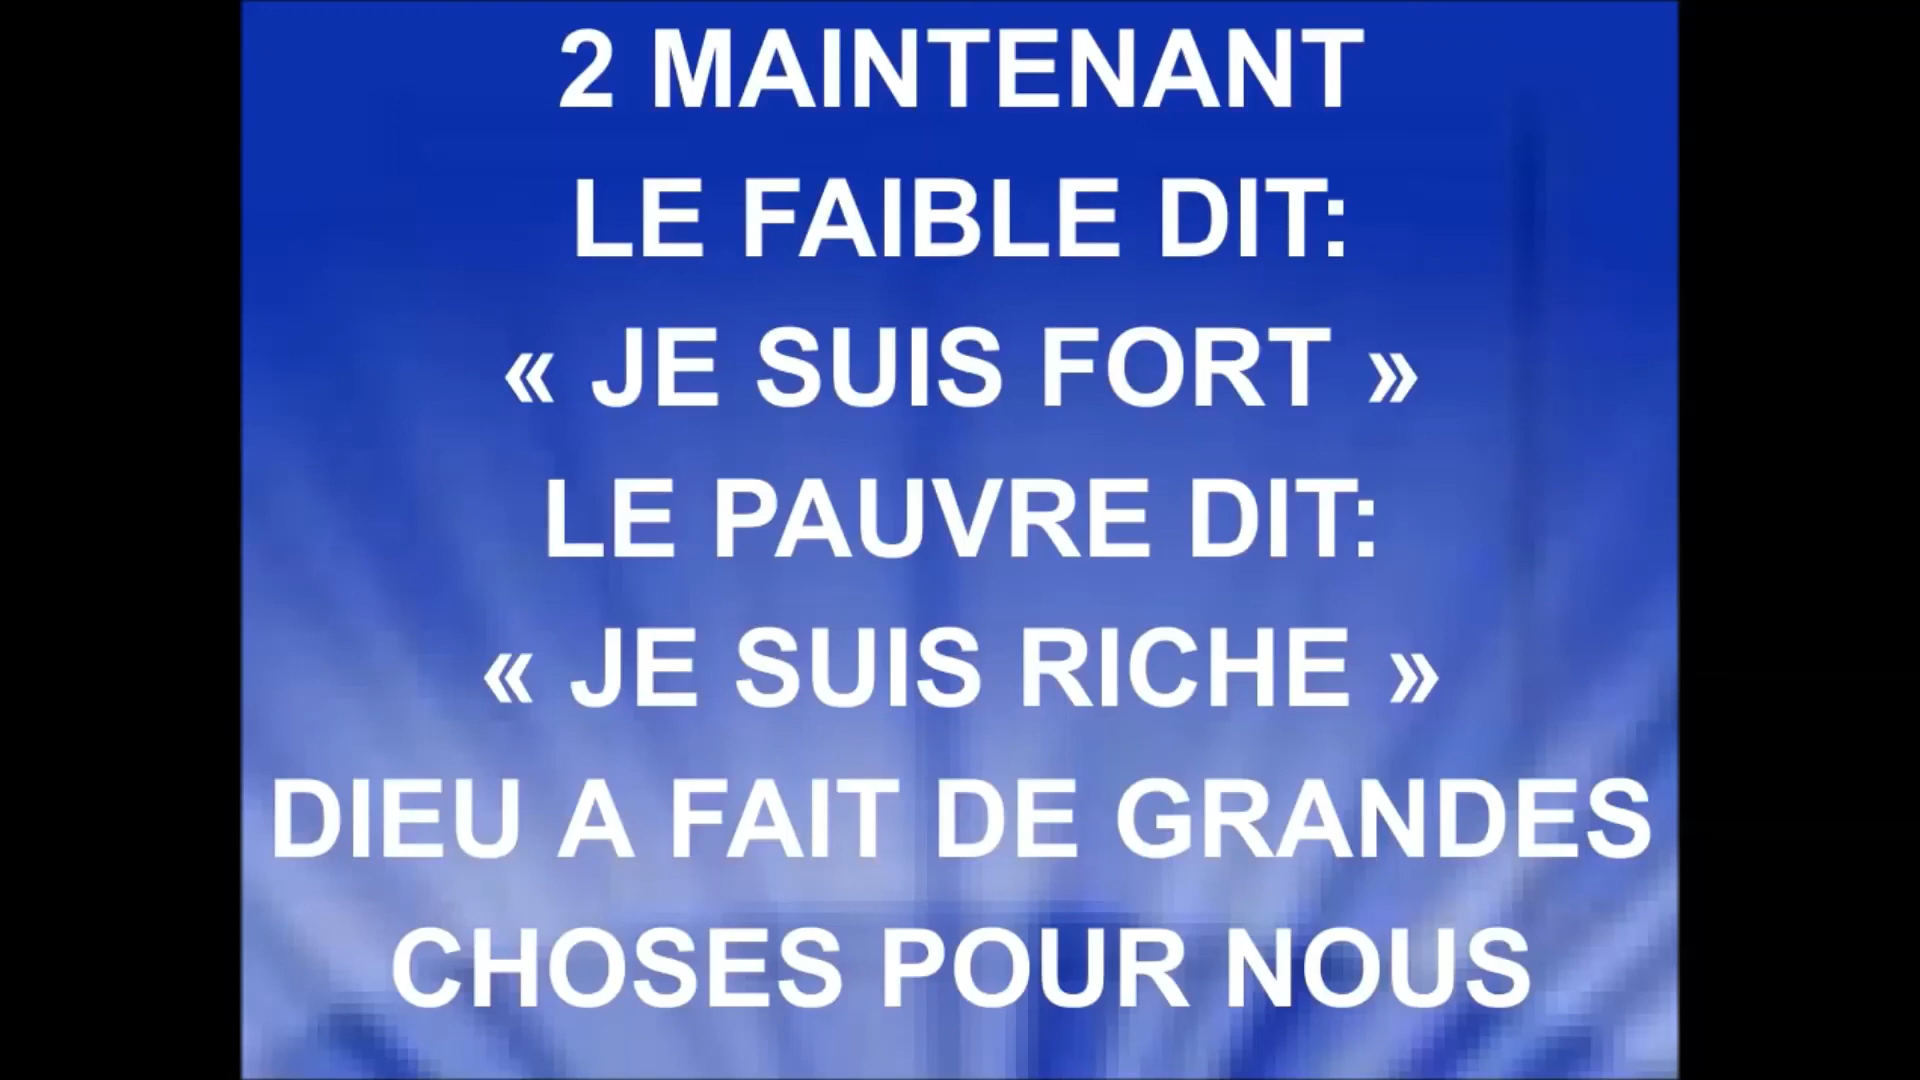 2 MAINTENANT
LE FAIBLE DIT:
« JE SUIS FORT »
LE PAUVRE DIT:
« JE SUIS RICHE »
DIEU A FAIT DE GRANDES
CHOSES POUR NOUS